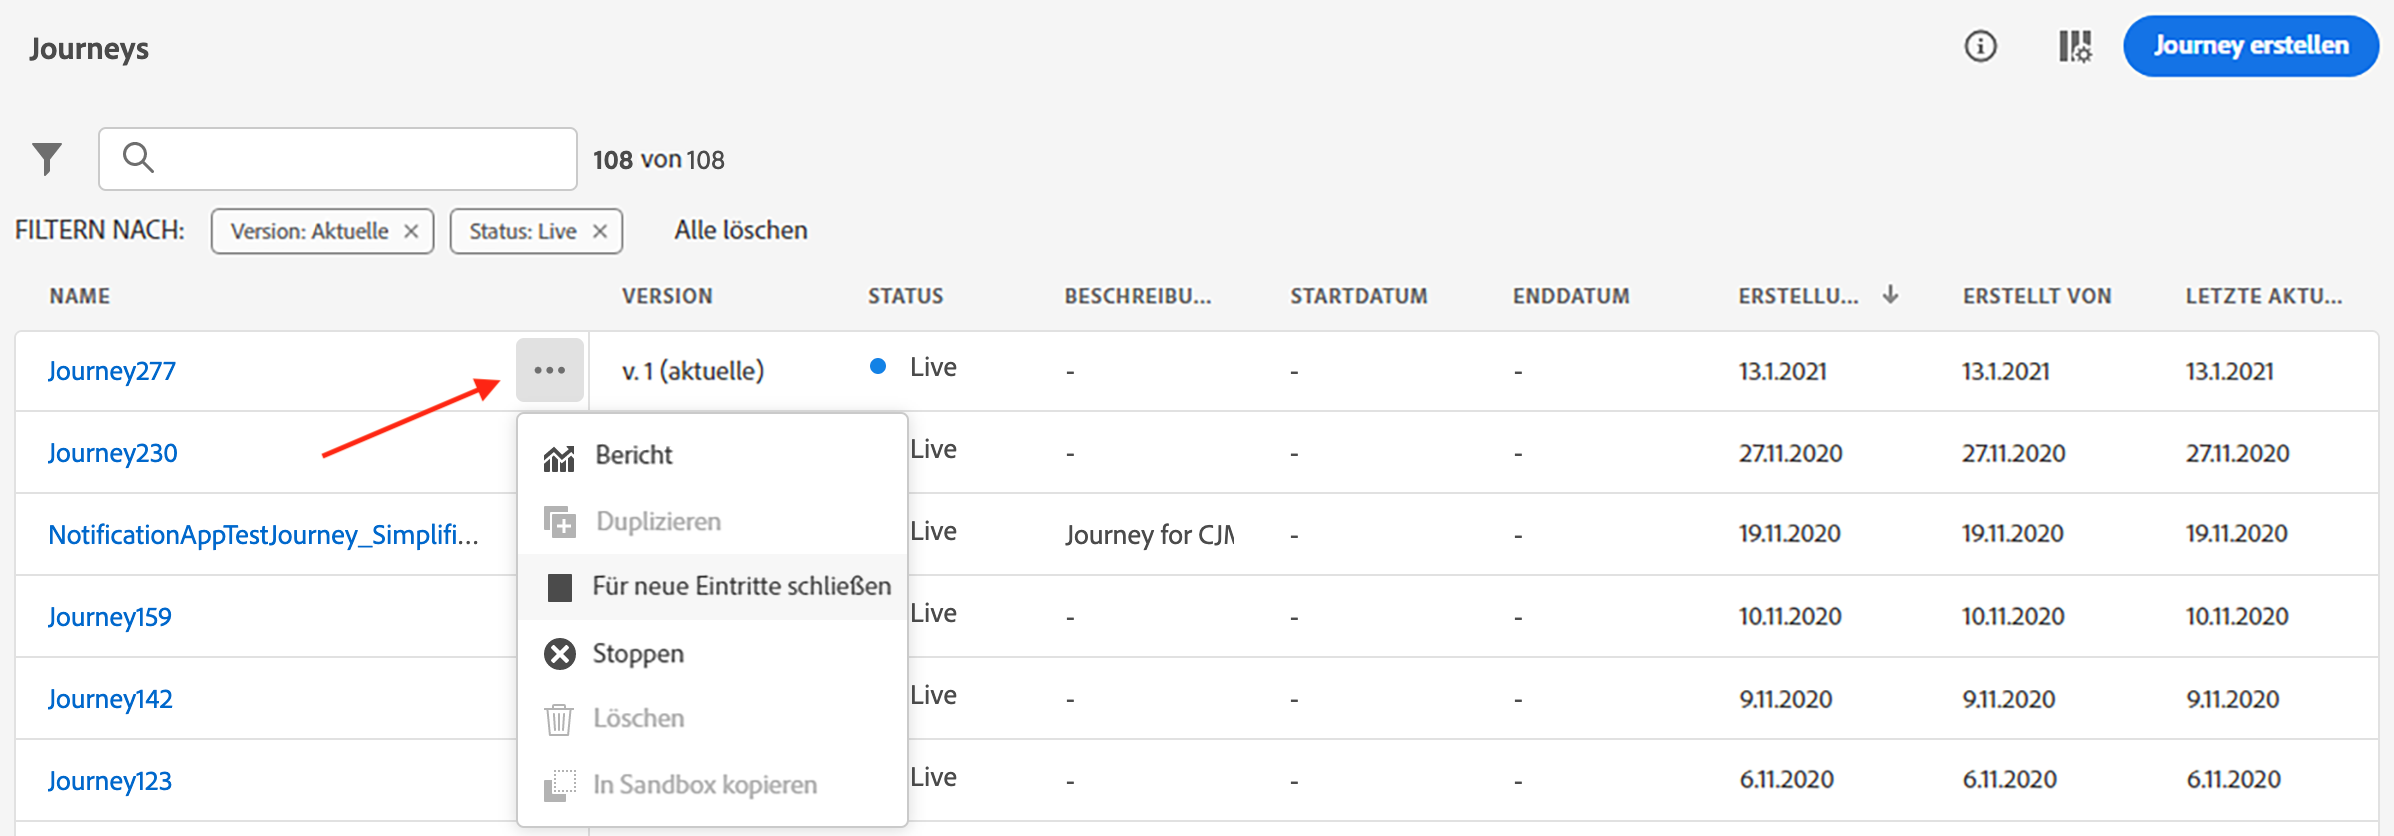 Journeys
Journey erstellen
108 von 108
FILTERN NACH: Version: Aktuelle Status: Live Alle löschen
NAME VERSION STATUS BESCHREIBU... STARTDATUM ENDDATUM ERSTELLU... ERSTELLT VON LETZTE AKTU...
Journey277 ... v. 1 (aktuelle) Live - - - 13.1.2021 13.1.2021 13.1.2021
Journey230 Live - - - 27.11.2020 27.11.2020 27.11.2020
NotificationAppTestJourney_Simplifi... Live Journey for CJM - - 19.11.2020 19.11.2020 19.11.2020
Journey159 Live - - - 10.11.2020 10.11.2020 10.11.2020
Journey142 Live - - - 9.11.2020 9.11.2020 9.11.2020
Journey123 Live - - - 6.11.2020 6.11.2020 6.11.2020
Bericht
Duplizieren
Für neue Eintritte schließen
Stoppen
Löschen
In Sandbox kopieren